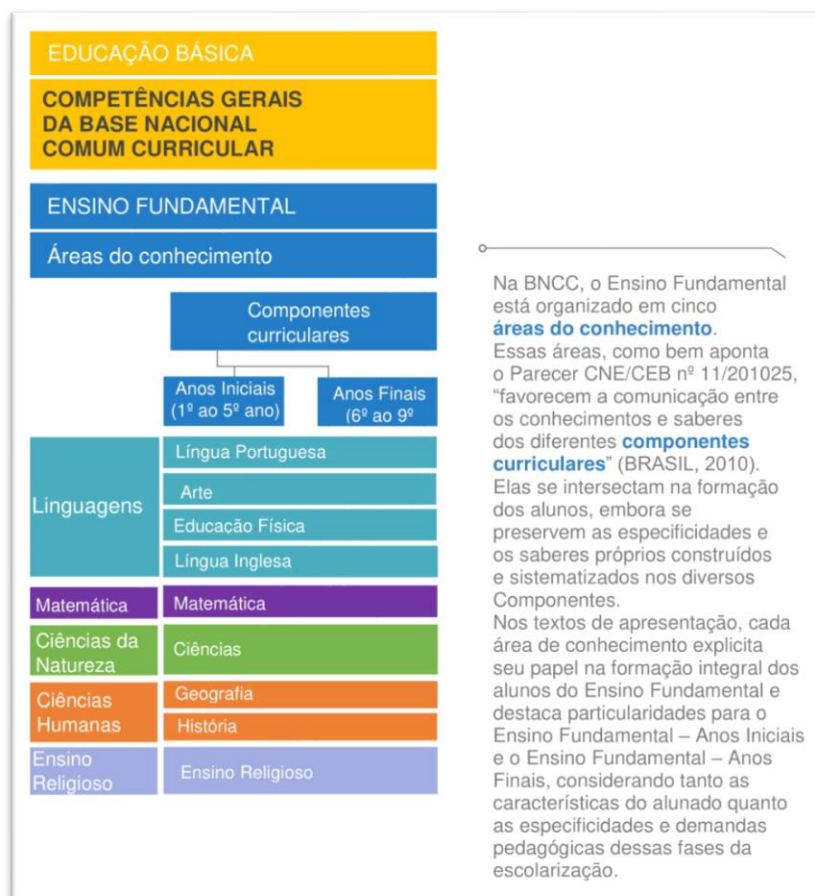 EDUCAÇÃO BÁSICA
COMPETÊNCIAS GERAIS
DA BASE NACIONAL
COMUM CURRICULAR
ENSINO FUNDAMENTAL
Áreas do conhecimento
Componentes
curriculares
Anos Iniciais
(1º ao 5º ano)
Anos Finais
(6º ao 9º
Linguagens
Língua Portuguesa
Arte
Educação Física
Língua Inglesa
Matemática
Matemática
Ciências da
Natureza
Ciências
Ciências
Humanas
Geografia
História
Ensino
Religioso
Ensino Religioso
Na BNCC, o Ensino Fundamental
está organizado em cinco
áreas do conhecimento.
Essas áreas, como bem aponta
o Parecer CNE/CEB nº 11/201025,
“favorecem a comunicação entre
os conhecimentos e saberes
dos diferentes componentes
curriculares” (BRASIL, 2010).
Elas se intersectam na formação
dos alunos, embora se
preservem as especificidades e
os saberes próprios construídos
e sistematizados nos diversos
Componentes.
Nos textos de apresentação, cada
área de conhecimento explicita
seu papel na formação integral dos
alunos do Ensino Fundamental e
destaca particularidades para o
Ensino Fundamental – Anos Iniciais
e o Ensino Fundamental – Anos
Finais, considerando tanto as
características do alunado quanto
as especificidades e demandas
pedagógicas dessas fases da
escolarização.